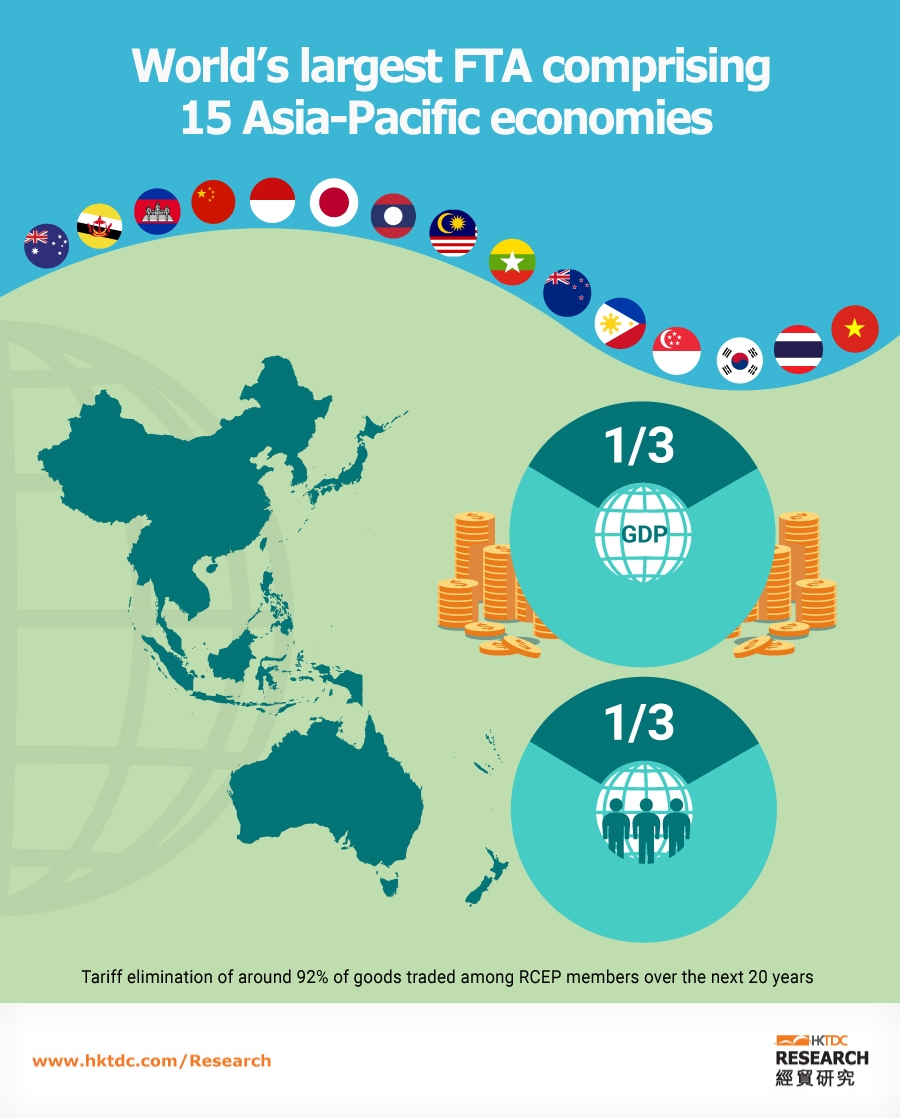 World's largest FTA comprising
15 Asia-Pacific economies
1/3
GDP
1/3
Tariff elimination of around 92% of goods traded among RCEP members over the next 20 years
www.hktdc.com/Research
HKTDC
RESEARCH
經貿研究